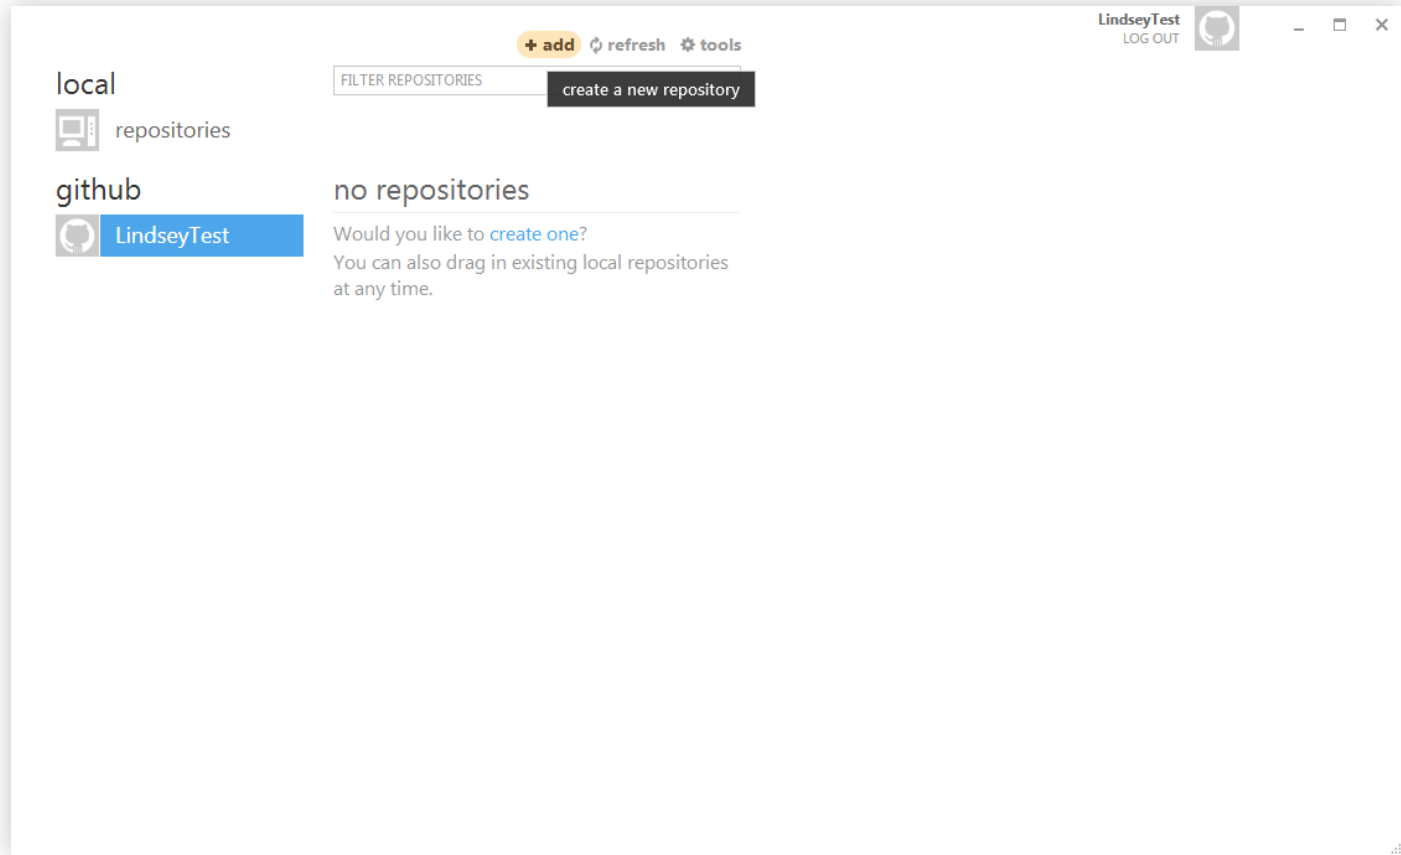 LindseyTest
LOG OUT
+ add refresh tools
local
FILTER REPOSITORIES
create a new repository
repositories
github
no repositories
LindseyTest
Would you like to create one?
You can also drag in existing local repositories
at any time.